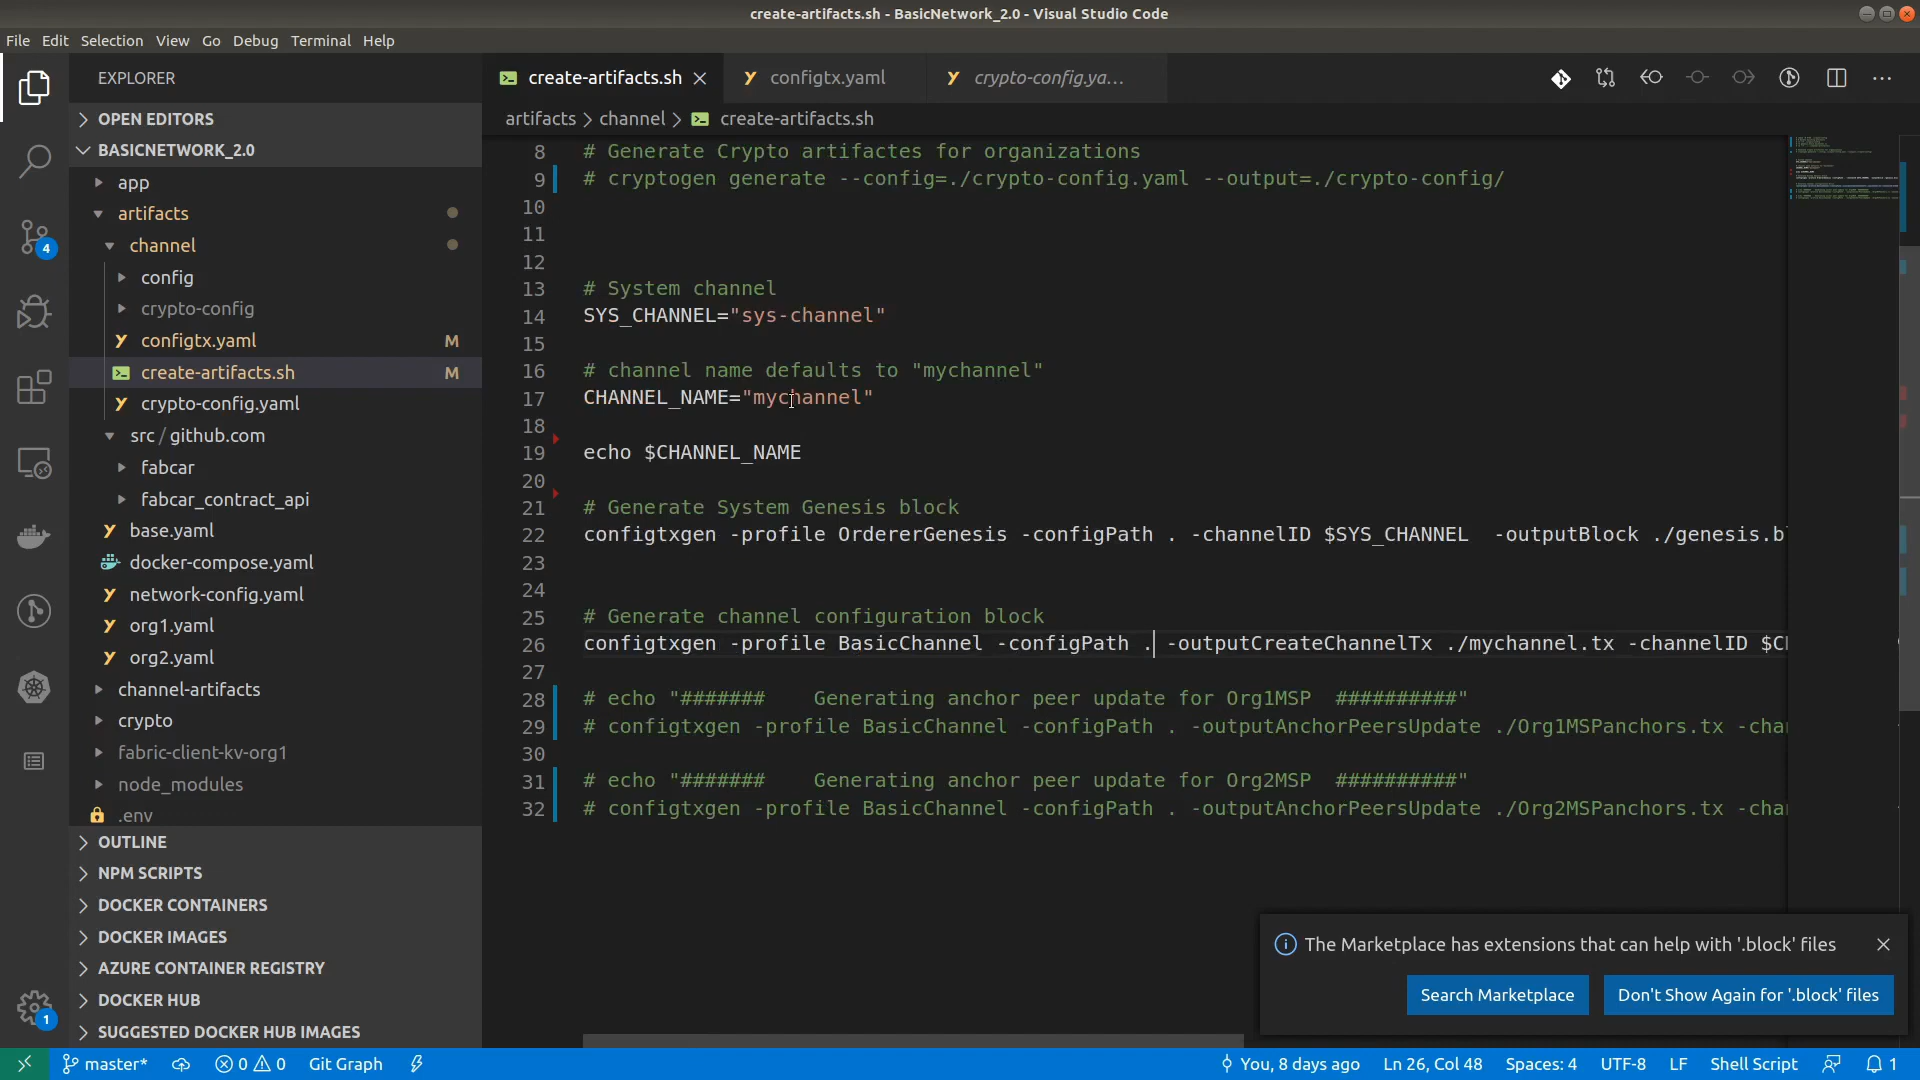 create-artifacts.sh - BasicNetwork_2.0 - Visual Studio Code
File Edit Selection View Go Debug Terminal Help
EXPLORER
OPEN EDITORS
BASICNETWORK_2.0
app
artifacts
channel
config
crypto-config
configtx.yaml M
create-artifacts.sh M
crypto-config.yaml
src / github.com
fabcar
fabcar_contract_api
base.yaml
docker-compose.yaml
network-config.yaml
org1.yaml
org2.yaml
channel-artifacts
crypto
fabric-client-kv-org1
node_modules
.env
OUTLINE
NPM SCRIPTS
DOCKER CONTAINERS
DOCKER IMAGES
AZURE CONTAINER REGISTRY
DOCKER HUB
SUGGESTED DOCKER HUB IMAGES
4
1
create-artifacts.sh configtx.yaml crypto-config.ya...
artifacts channel create-artifacts.sh
8 # Generate Crypto artifactes for organizations
9 # cryptogen generate --config=./crypto-config.yaml --output=./crypto-config/
10
11
12
13 # System channel
14 SYS_CHANNEL="sys-channel"
15
16 # channel name defaults to "mychannel"
17 CHANNEL_NAME="mychannel"
18
19 echo $CHANNEL_NAME
20
21 # Generate System Genesis block
22 configtxgen -profile OrdererGenesis -configPath . -channelID $SYS_CHANNEL  -outputBlock ./genesis.bl
23
24
25 # Generate channel configuration block
26 configtxgen -profile BasicChannel -configPath . -outputCreateChannelTx ./mychannel.tx -channelID $CH
27
28 # echo "#######    Generating anchor peer update for Org1MSP  ##########"
29 # configtxgen -profile BasicChannel -configPath . -outputAnchorPeersUpdate ./Org1MSPanchors.tx -chan
30
31 # echo "#######    Generating anchor peer update for Org2MSP  ##########"
32 # configtxgen -profile BasicChannel -configPath . -outputAnchorPeersUpdate ./Org2MSPanchors.tx -chan
The Marketplace has extensions that can help with '.block' files
Search Marketplace Don't Show Again for '.block' files
master* 0 0 Git Graph You, 8 days ago Ln 26, Col 48 Spaces: 4 UTF-8 LF Shell Script 1